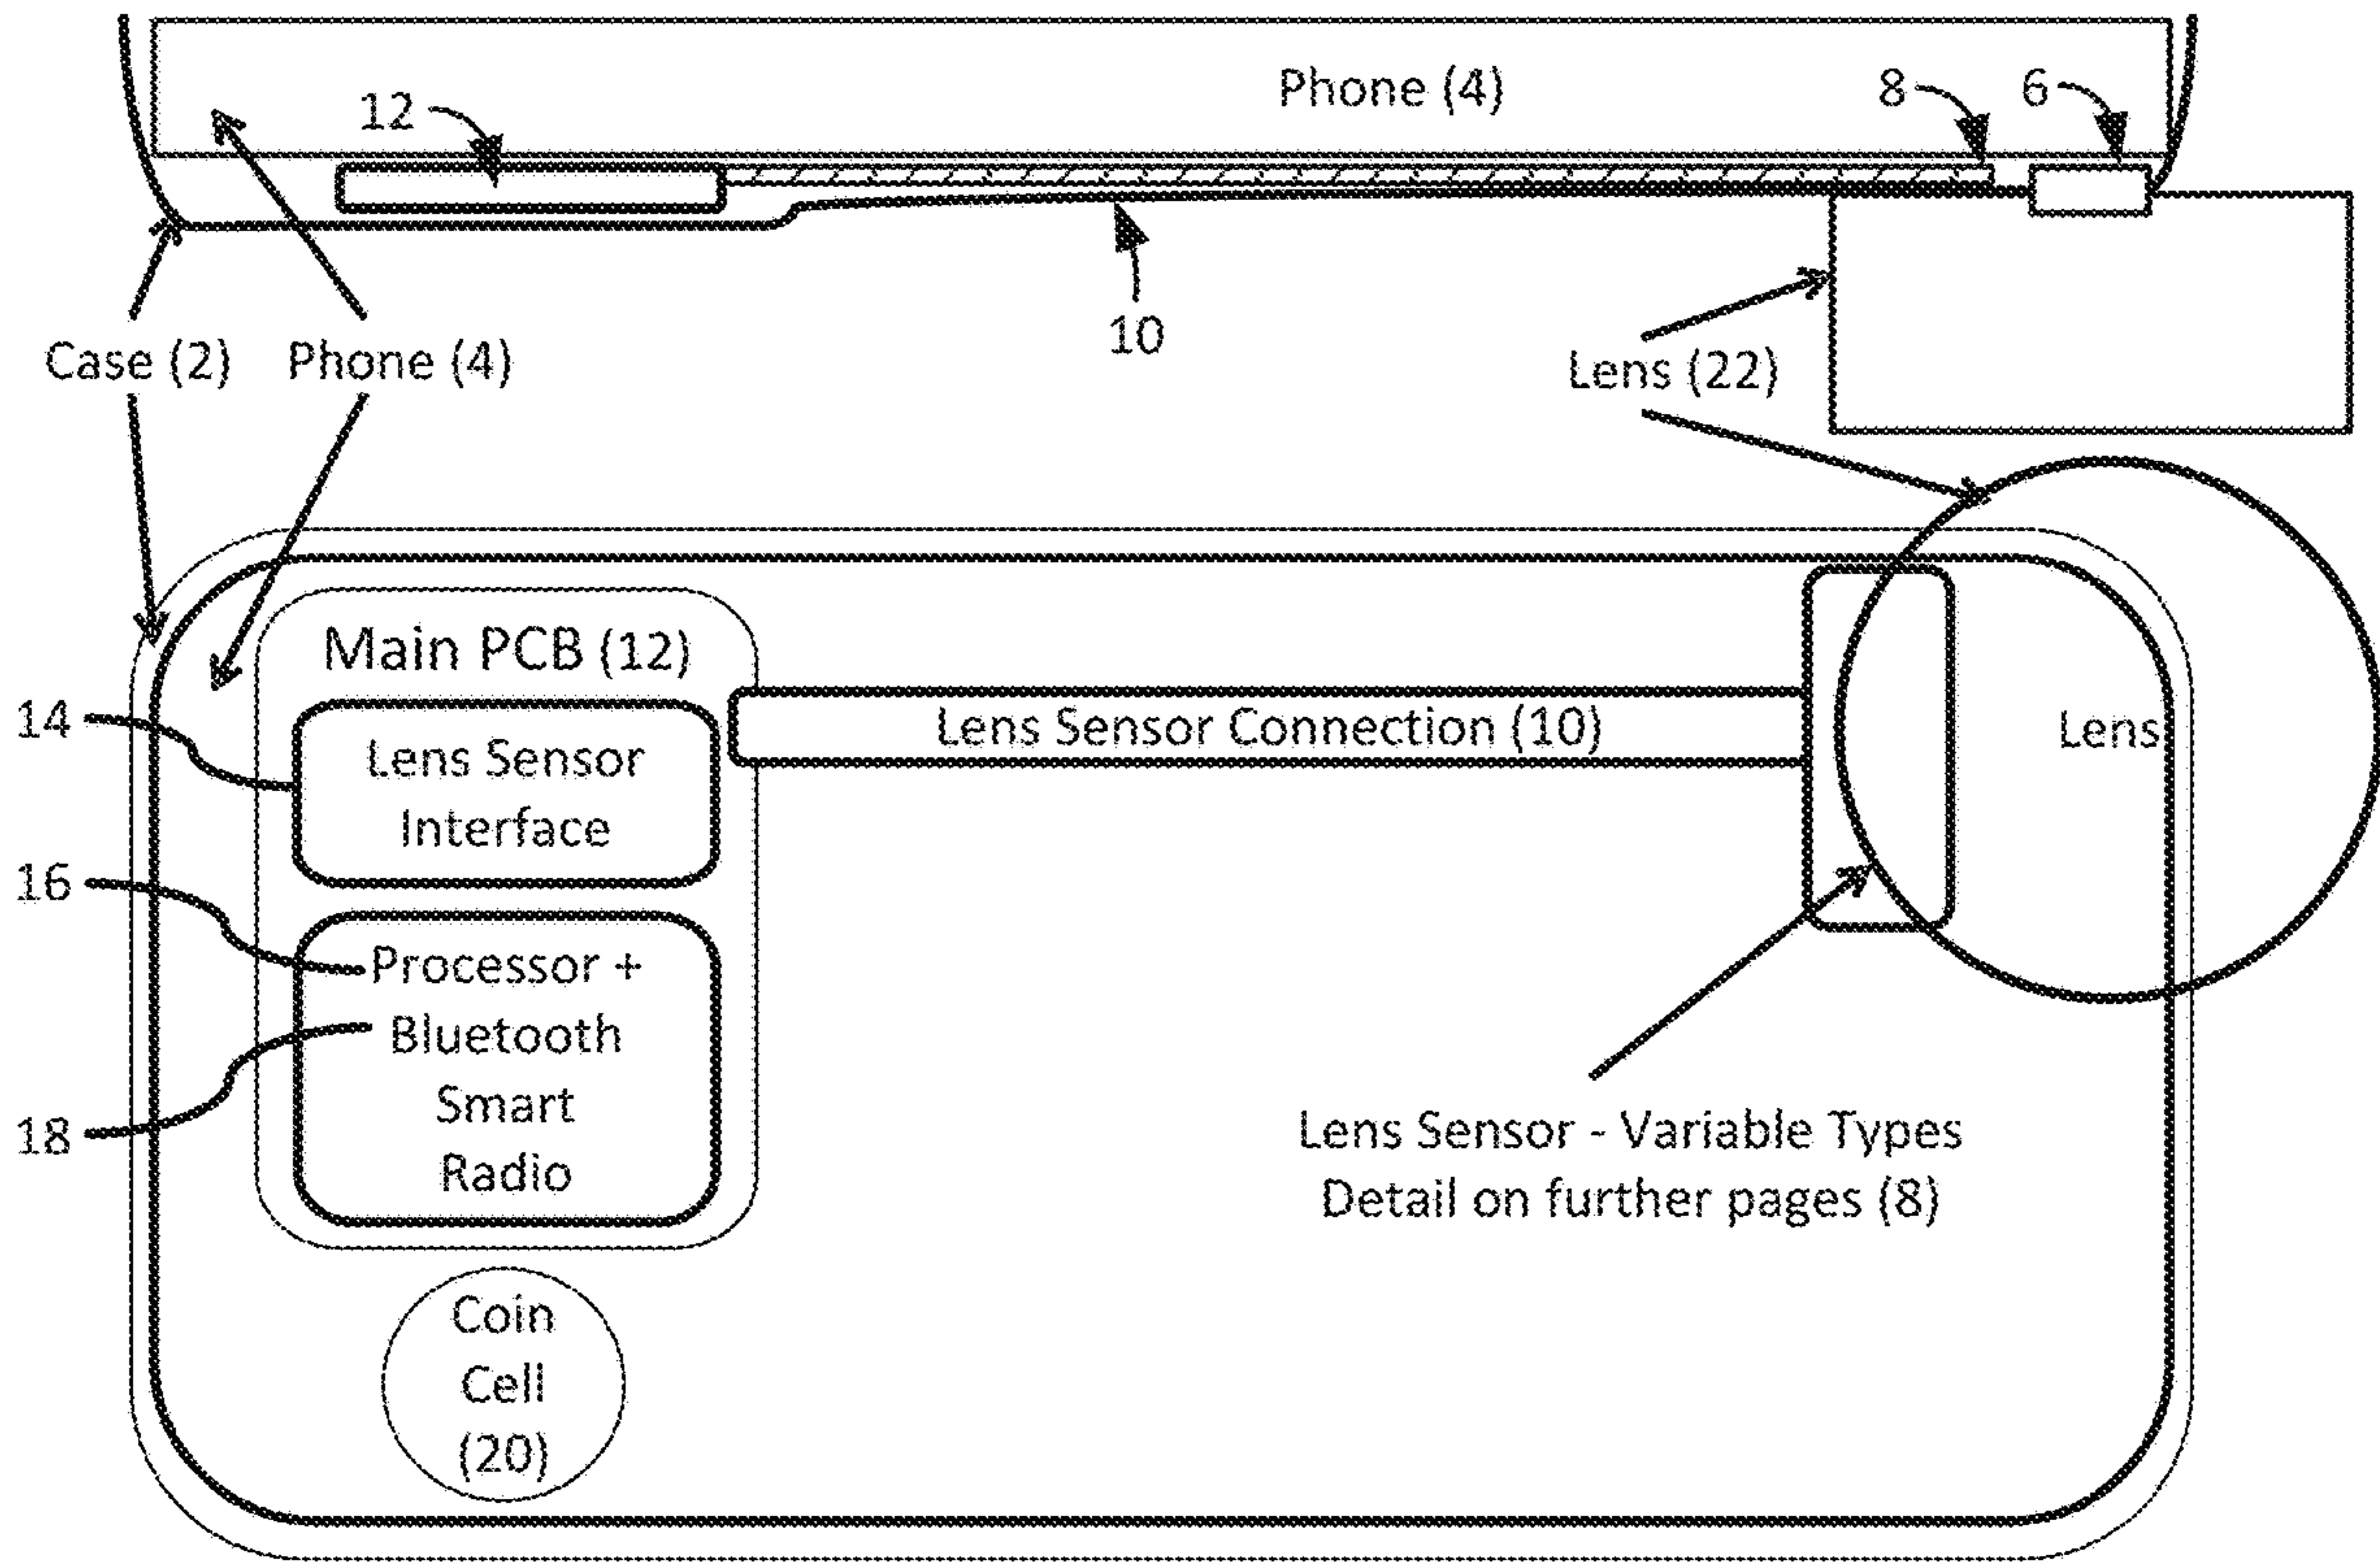 Phone (4)
12
8
6
10
Case (2)
Phone (4)
Lens (22)
Main PCB (12)
14
Lens Sensor
Interface
Lens Sensor Connection (10)
Lens
16
Processor +
Bluetooth
Smart
Radio
18
Lens Sensor - Variable Types
Detail on further pages (8)
Coin
Cell
(20)